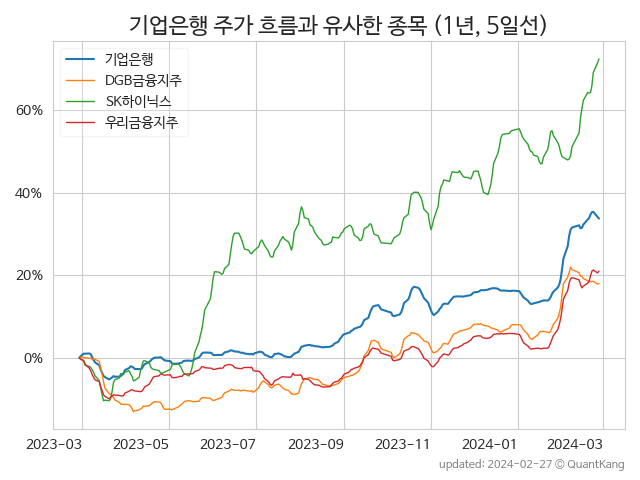 기업은행 주가 흐름과 유사한 종목 (1년, 5일선)
기업은행
DGB금융지주
SK하이닉스
우리금융지주
60%
40%
20%
0%
2023-03 2023-05 2023-07 2023-09 2023-11 2024-01 2024-03
updated: 2024-02-27 © QuantKang